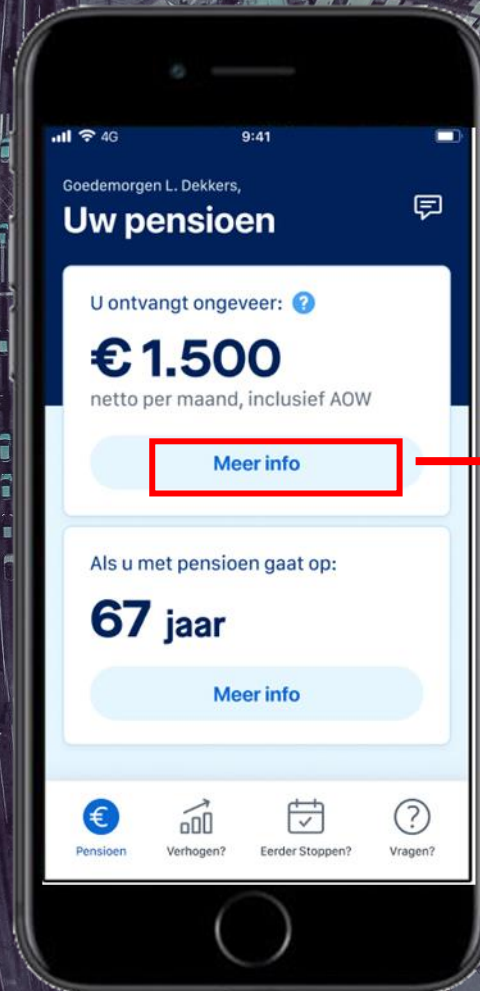 4G 9:41
Goedemorgen L. Dekkers,
Uw pensioen
U ontvangt ongeveer: ?
€ 1.500
netto per maand, inclusief AOW
Meer info
Als u met pensioen gaat op:
67 jaar
Meer info
€ ?
Pensioen Verhogen? Eerder Stoppen? Vragen?